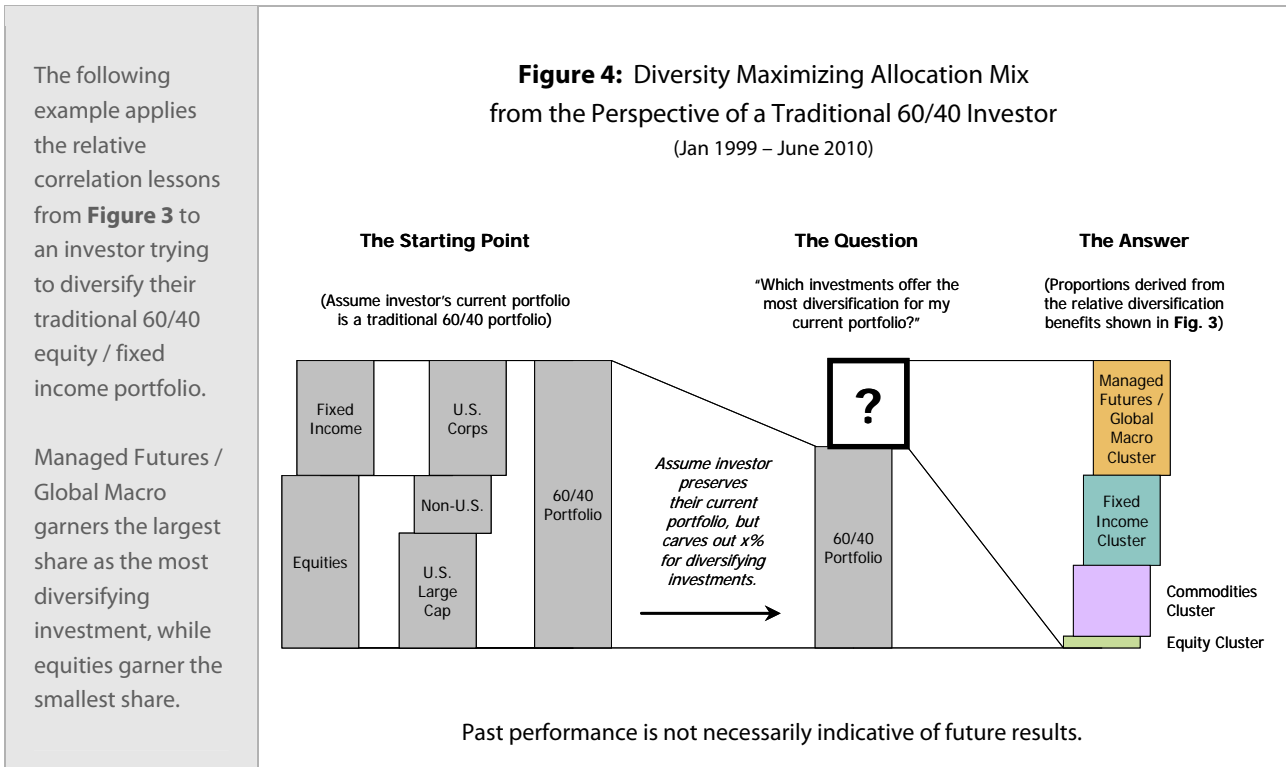 The following
example applies
the relative
correlation lessons
from Figure 3 to
an investor trying
to diversify their
traditional 60/40
equity / fixed
income portfolio.
Managed Futures /
Global Macro
garners the largest
share as the most
diversifying
investment, while
equities garner the
smallest share.
Figure 4: Diversity Maximizing Allocation Mix
from the Perspective of a Traditional 60/40 Investor
(Jan 1999 – June 2010)
The Starting Point
(Assume investor's current portfolio
is a traditional 60/40 portfolio)
The Question
"Which investments offer the
most diversification for my
current portfolio?"
The Answer
(Proportions derived from
the relative diversification
benefits shown in Fig. 3)
Fixed
Income
Equities
U.S.
Corps
Non-U.S.
U.S.
Large
Cap
60/40
Portfolio
Assume investor
preserves
their current
portfolio, but
carves out x%
for diversifying
investments.
?
60/40
Portfolio
Managed
Futures /
Global
Macro
Cluster
Fixed
Income
Cluster
Commodities
Cluster
Equity Cluster
Past performance is not necessarily indicative of future results.